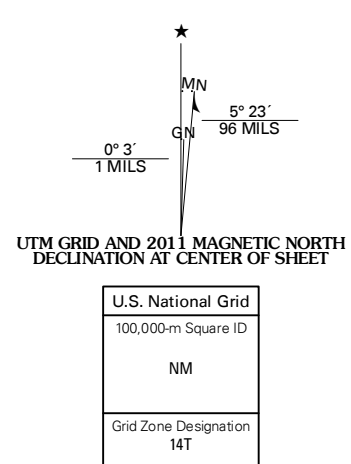 ★
MN
GN
5° 23´
96 MILS
0° 3´
1 MILS
UTM GRID AND 2011 MAGNETIC NORTH
DECLINATION AT CENTER OF SHEET
U.S. National Grid
100,000-m Square ID
NM
Grid Zone Designation
14T